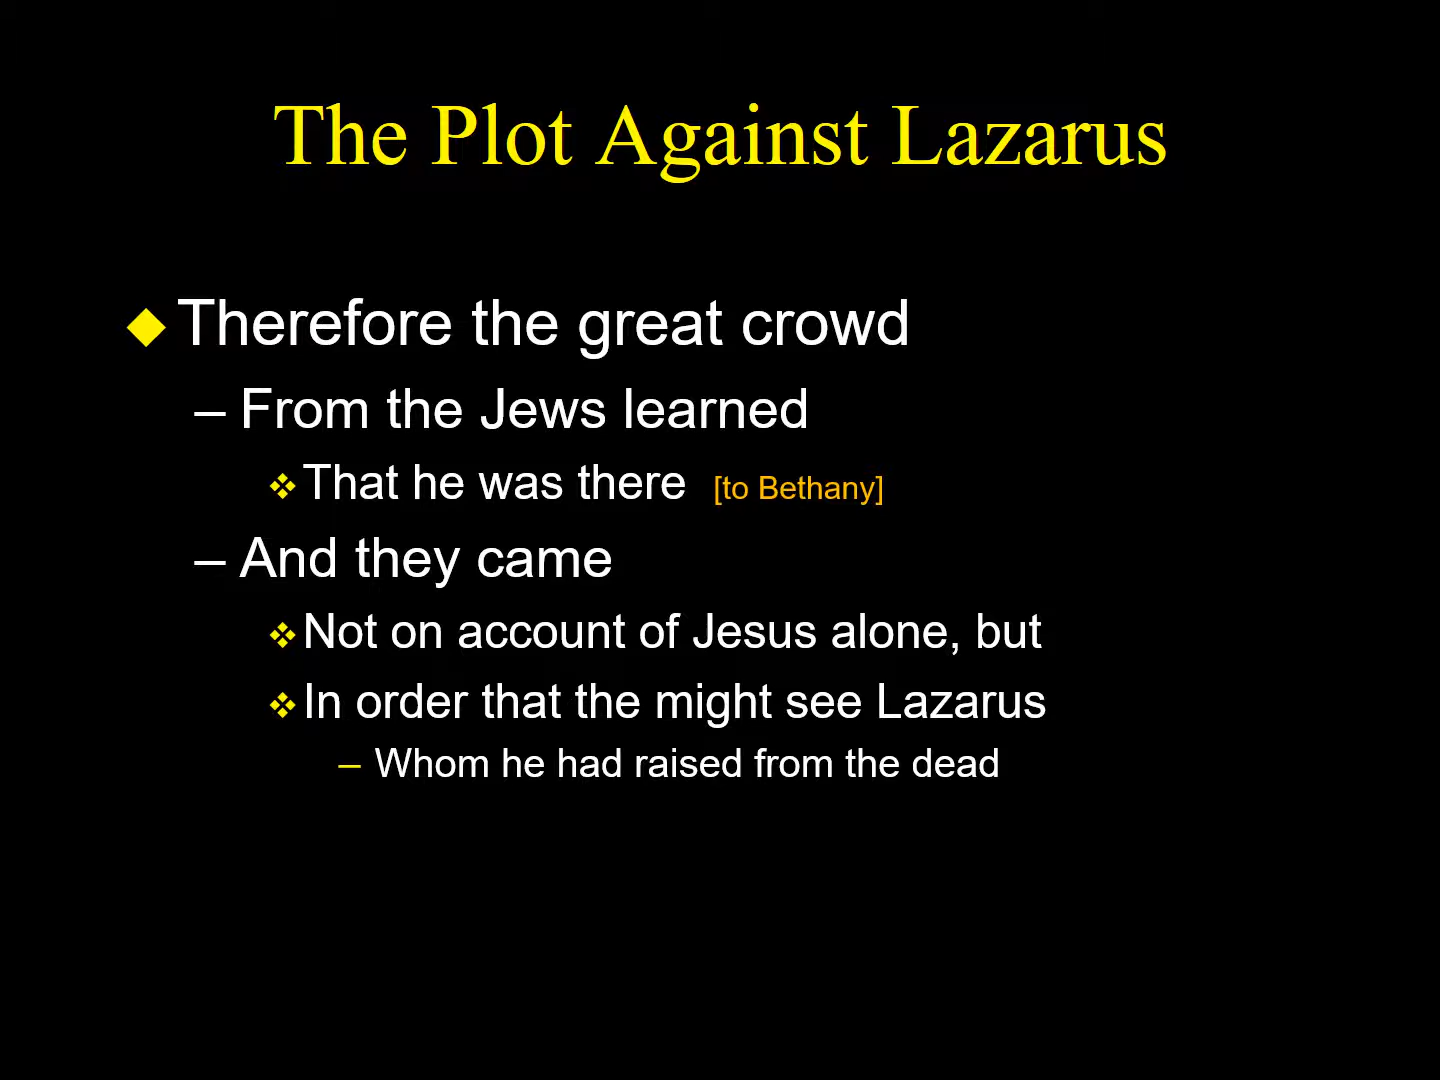 The Plot Against Lazarus
Therefore the great crowd
– From the Jews learned
That he was there [to Bethany]
– And they came
Not on account of Jesus alone, but
In order that the might see Lazarus
– Whom he had raised from the dead